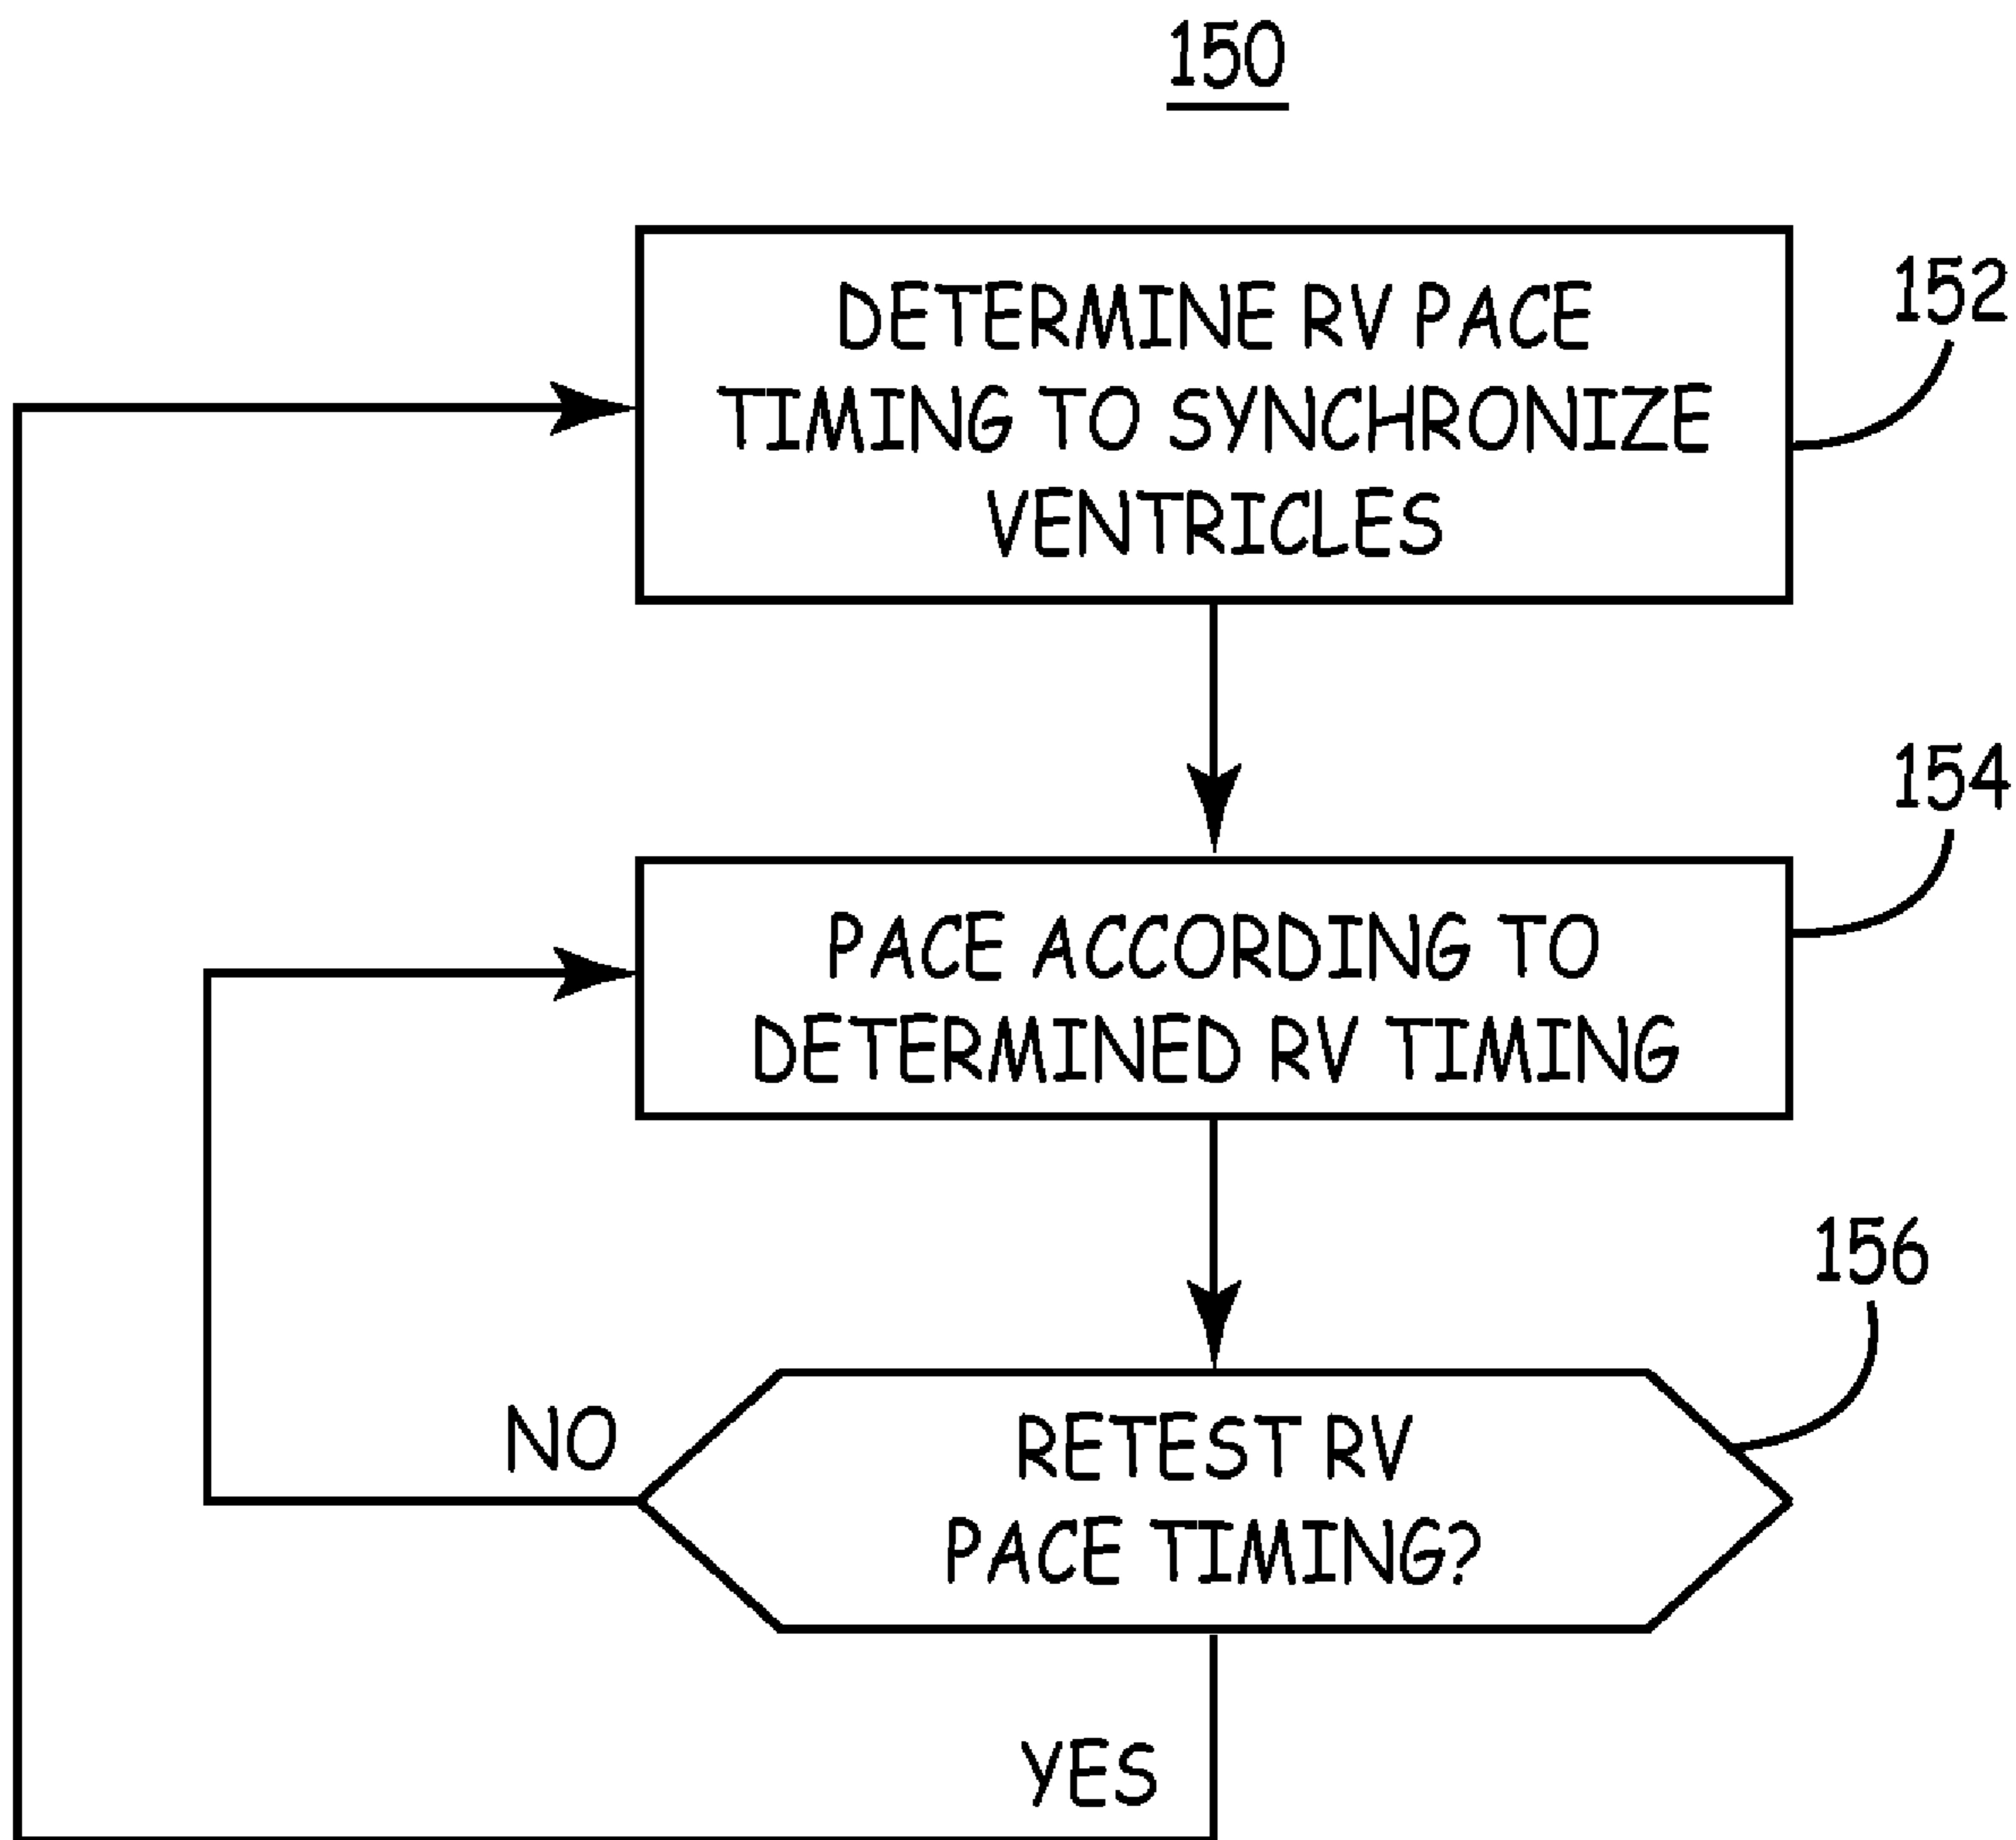 150
DETERMINE RV PACE
TIMING TO SYNCHRONIZE
VENTRICLES
152
PACE ACCORDING TO
DETERMINED RV TIMING
154
RETEST RV
PACE TIMING?
156
NO
YES